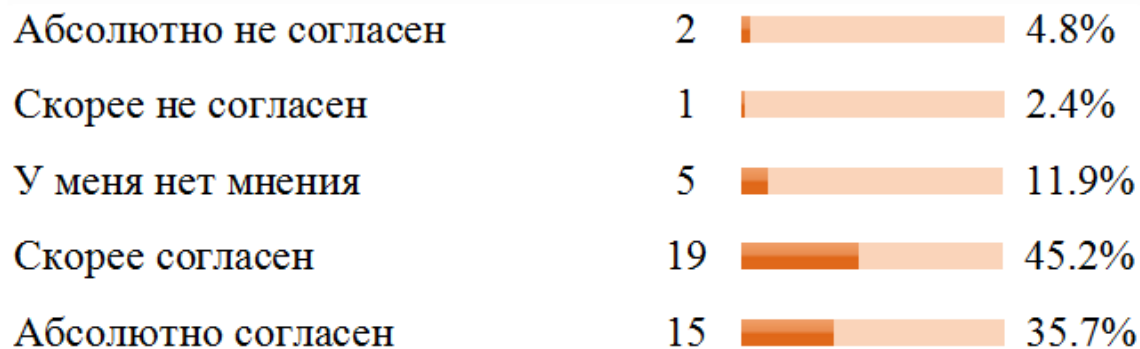 Абсолютно не согласен 2 4.8%
Скорее не согласен 1 2.4%
У меня нет мнения 5 11.9%
Скорее согласен 19 45.2%
Абсолютно согласен 15 35.7%